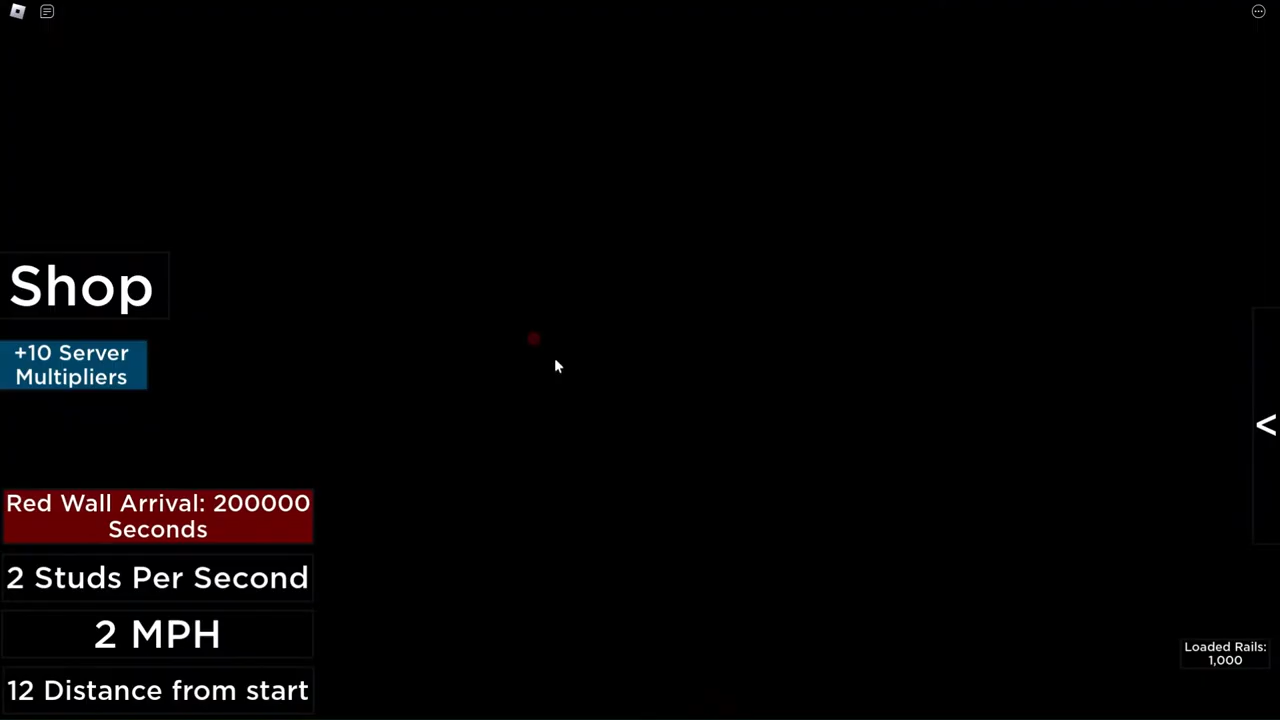 Shop
+10 Server
Multipliers
<
Red Wall Arrival: 200000
Seconds
2 Studs Per Second
2 MPH
12 Distance from start
Loaded Rails:
1,000